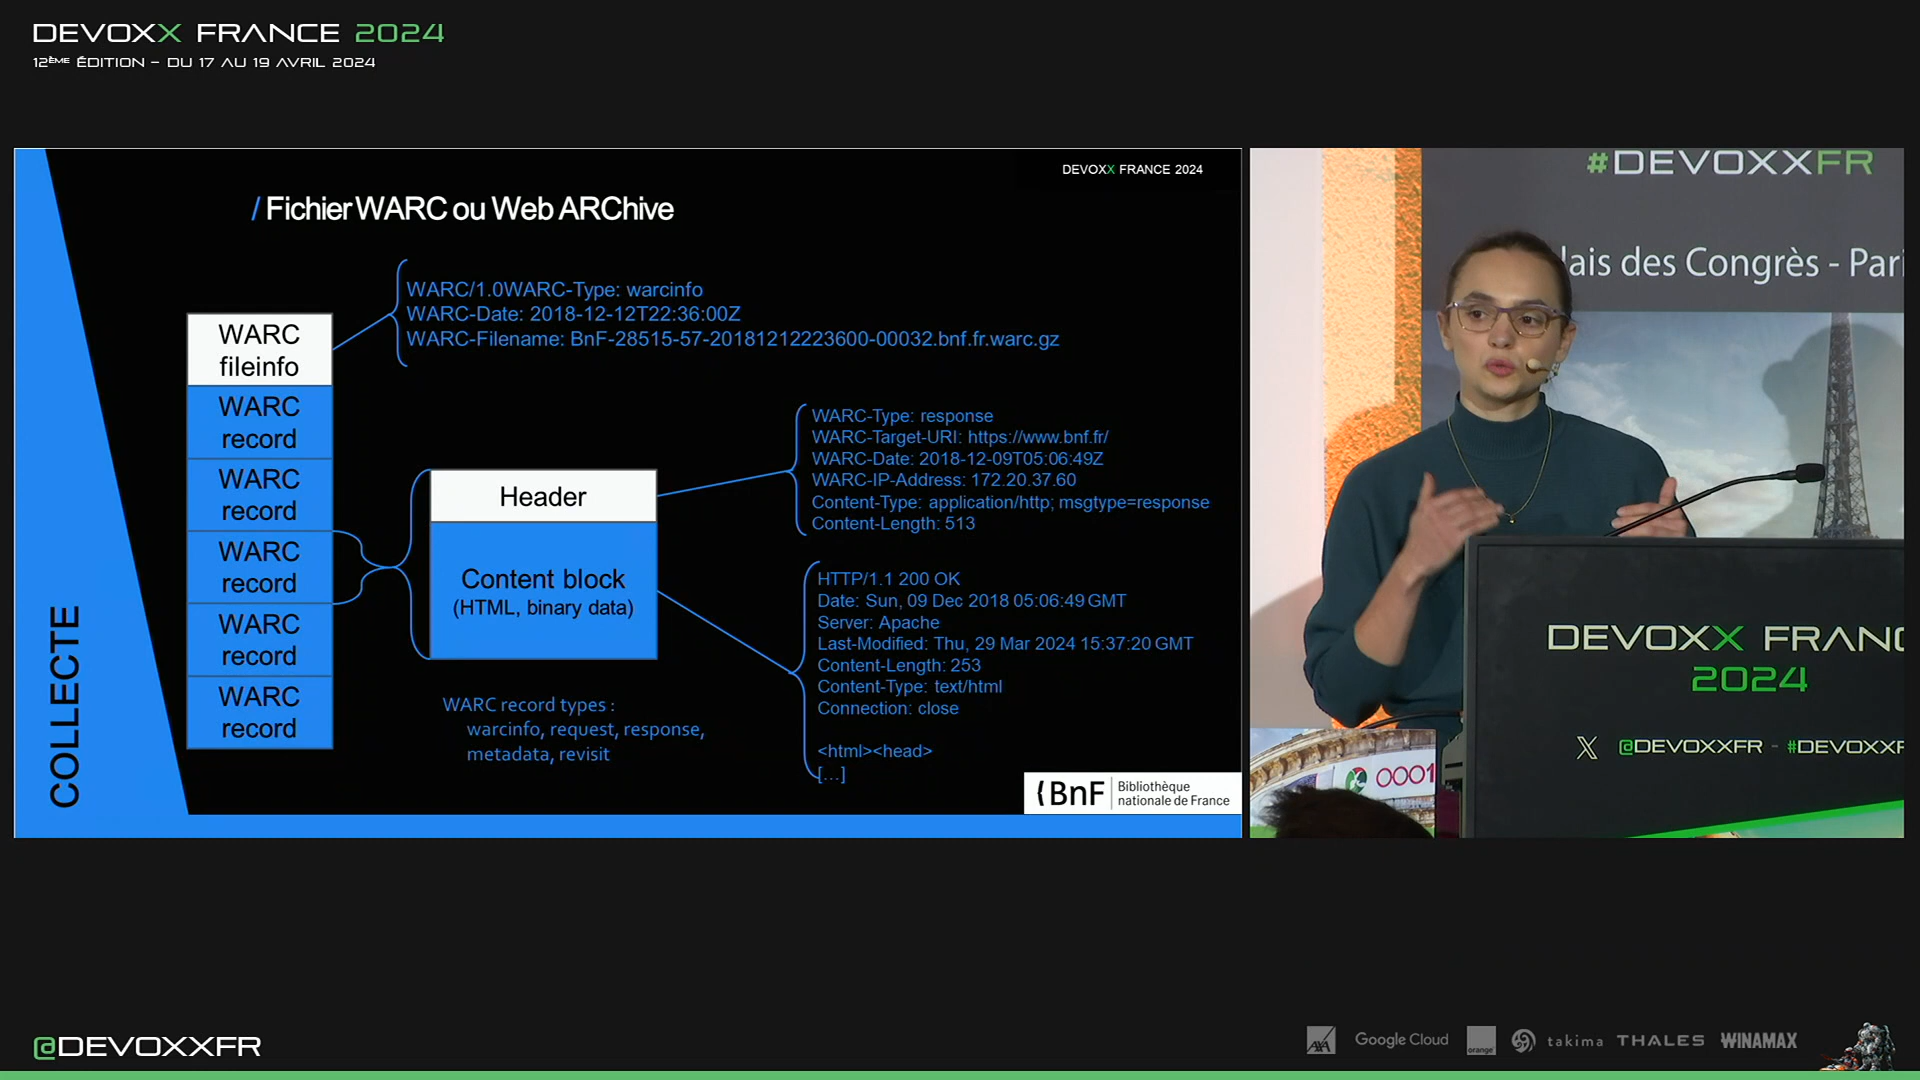 DEVOXX FRANCE 2024
12ÈME ÉDITION - DU 17 AU 19 AVRIL 2024
DEVOXX FRANCE 2024
/ Fichier WARC ou Web ARChive
WARC/1.0WARC-Type: warcinfo
WARC-Date: 2018-12-12T22:36:00Z
WARC-Filename: BnF-28515-57-20181212223600-00032.bnf.fr.warc.gz
WARC
fileinfo
WARC
record
WARC
record
WARC
record
WARC
record
WARC
record
Header
Content block
(HTML, binary data)
WARC record types :
warcinfo, request, response,
metadata, revisit
WARC-Type: response
WARC-Target-URI: https://www.bnf.fr/
WARC-Date: 2018-12-09T05:06:49Z
WARC-IP-Address: 172.20.37.60
Content-Type: application/http; msgtype=response
Content-Length: 513
HTTP/1.1 200 OK
Date: Sun, 09 Dec 2018 05:06:49 GMT
Server: Apache
Last-Modified: Thu, 29 Mar 2024 15:37:20 GMT
Content-Length: 253
Content-Type: text/html
Connection: close
<html><head>
[...]
COLLECTE
BnF
Bibliothèque
nationale de France
#DEVOXXFR
lais des Congrès - Pari
DEVOXX FRANC
2024
@DEVOXXFR - #DEVOXXF
0001
@DEVOXXFR
AXA
Google Cloud
orange
takima
THALES
WINAMAX